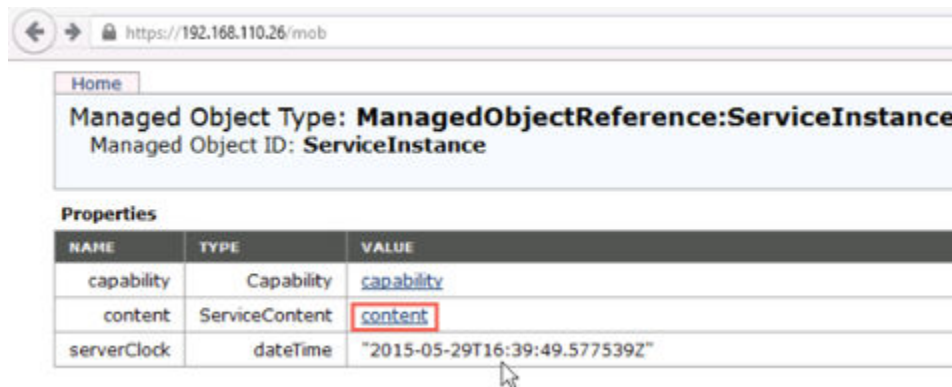 https://192.168.110.26/mob
Home
Managed Object Type: ManagedObjectReference:ServiceInstance
Managed Object ID: ServiceInstance
Properties
NAME TYPE VALUE
capability Capability capability
content ServiceContent content
serverClock dateTime "2015-05-29T16:39:49.577539Z"